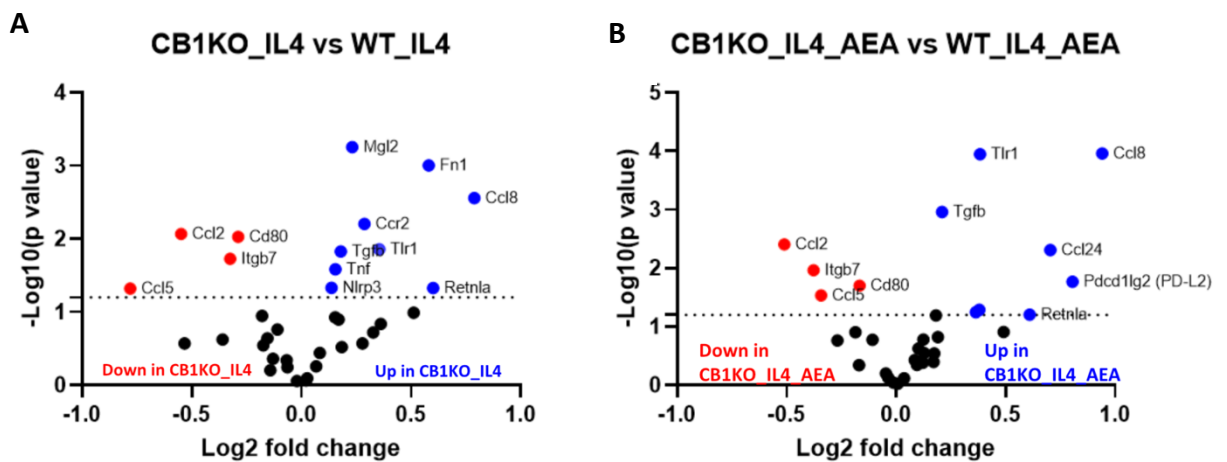 A
CB1KO_IL4 vs WT_IL4
-Log10(p value)
4
3
2
1
0
Mgl2
Fn1
Ccl8
Ccr2
Ccl2
Cd80
Tgfb
Tlr1
Itgb7
Tnf
Ccl5
Nlrp3
Retnla
Down in CB1KO_IL4
Up in CB1KO_IL4
-1.0 -0.5 0.0 0.5 1.0
Log2 fold change
B
CB1KO_IL4_AEA vs WT_IL4_AEA
-Log10(p value)
5
4
3
2
1
0
Tlr1
Ccl8
Tgfb
Ccl2
Ccl24
Itgb7
Cd80
Pdcd1lg2 (PD-L2)
Ccl5
Retnla
Down in
CB1KO_IL4_AEA
Up in
CB1KO_IL4_AEA
-1.0 -0.5 0.0 0.5 1.0
Log2 fold change